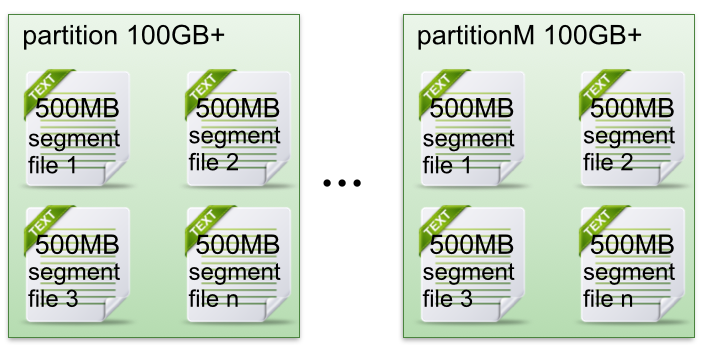 partition 100GB+
TEXT
500MB
segment
file 1
TEXT
500MB
segment
file 2
TEXT
500MB
segment
file 3
TEXT
500MB
segment
file n
...
partitionM 100GB+
TEXT
500MB
segment
file 1
TEXT
500MB
segment
file 2
TEXT
500MB
segment
file 3
TEXT
500MB
segment
file n